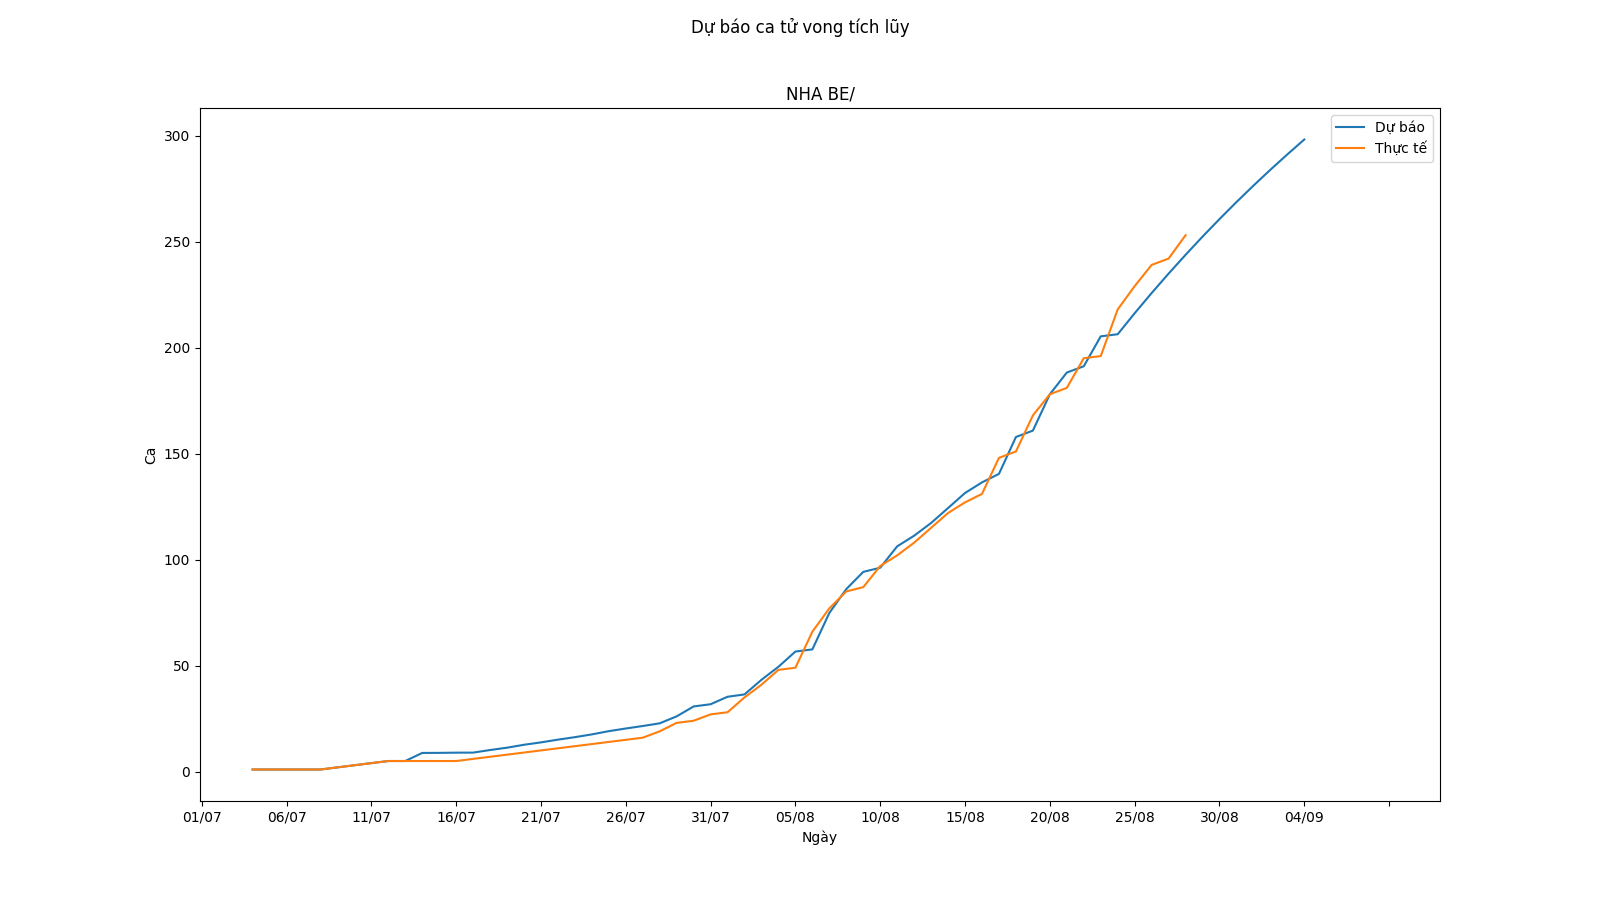 Dự báo ca tử vong tích lũy
NHA BE/
Dự báo
Thực tế
300
250
200
150
100
50
0
Ca
01/07 06/07 11/07 16/07 21/07 26/07 31/07 05/08 10/08 15/08 20/08 25/08 30/08 04/09
Ngày